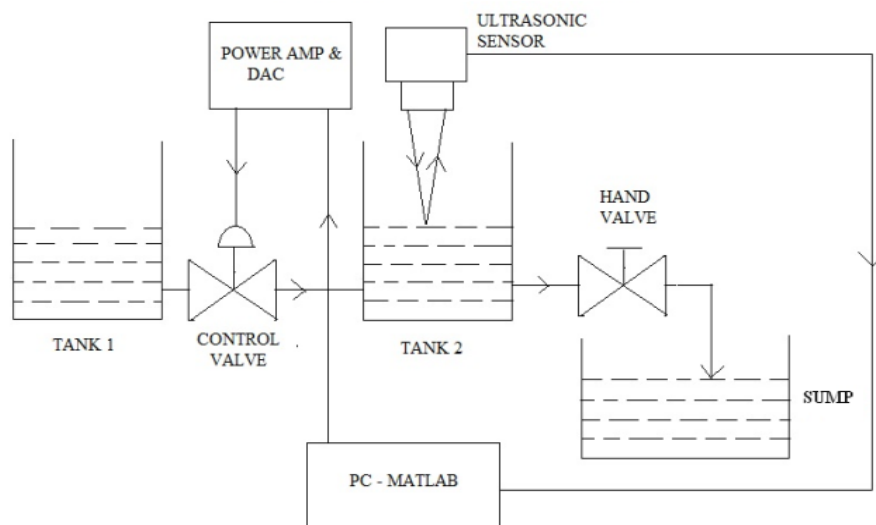 ULTRASONIC
SENSOR
POWER AMP &
DAC
HAND
VALVE
TANK 1
CONTROL
VALVE
TANK 2
SUMP
PC - MATLAB